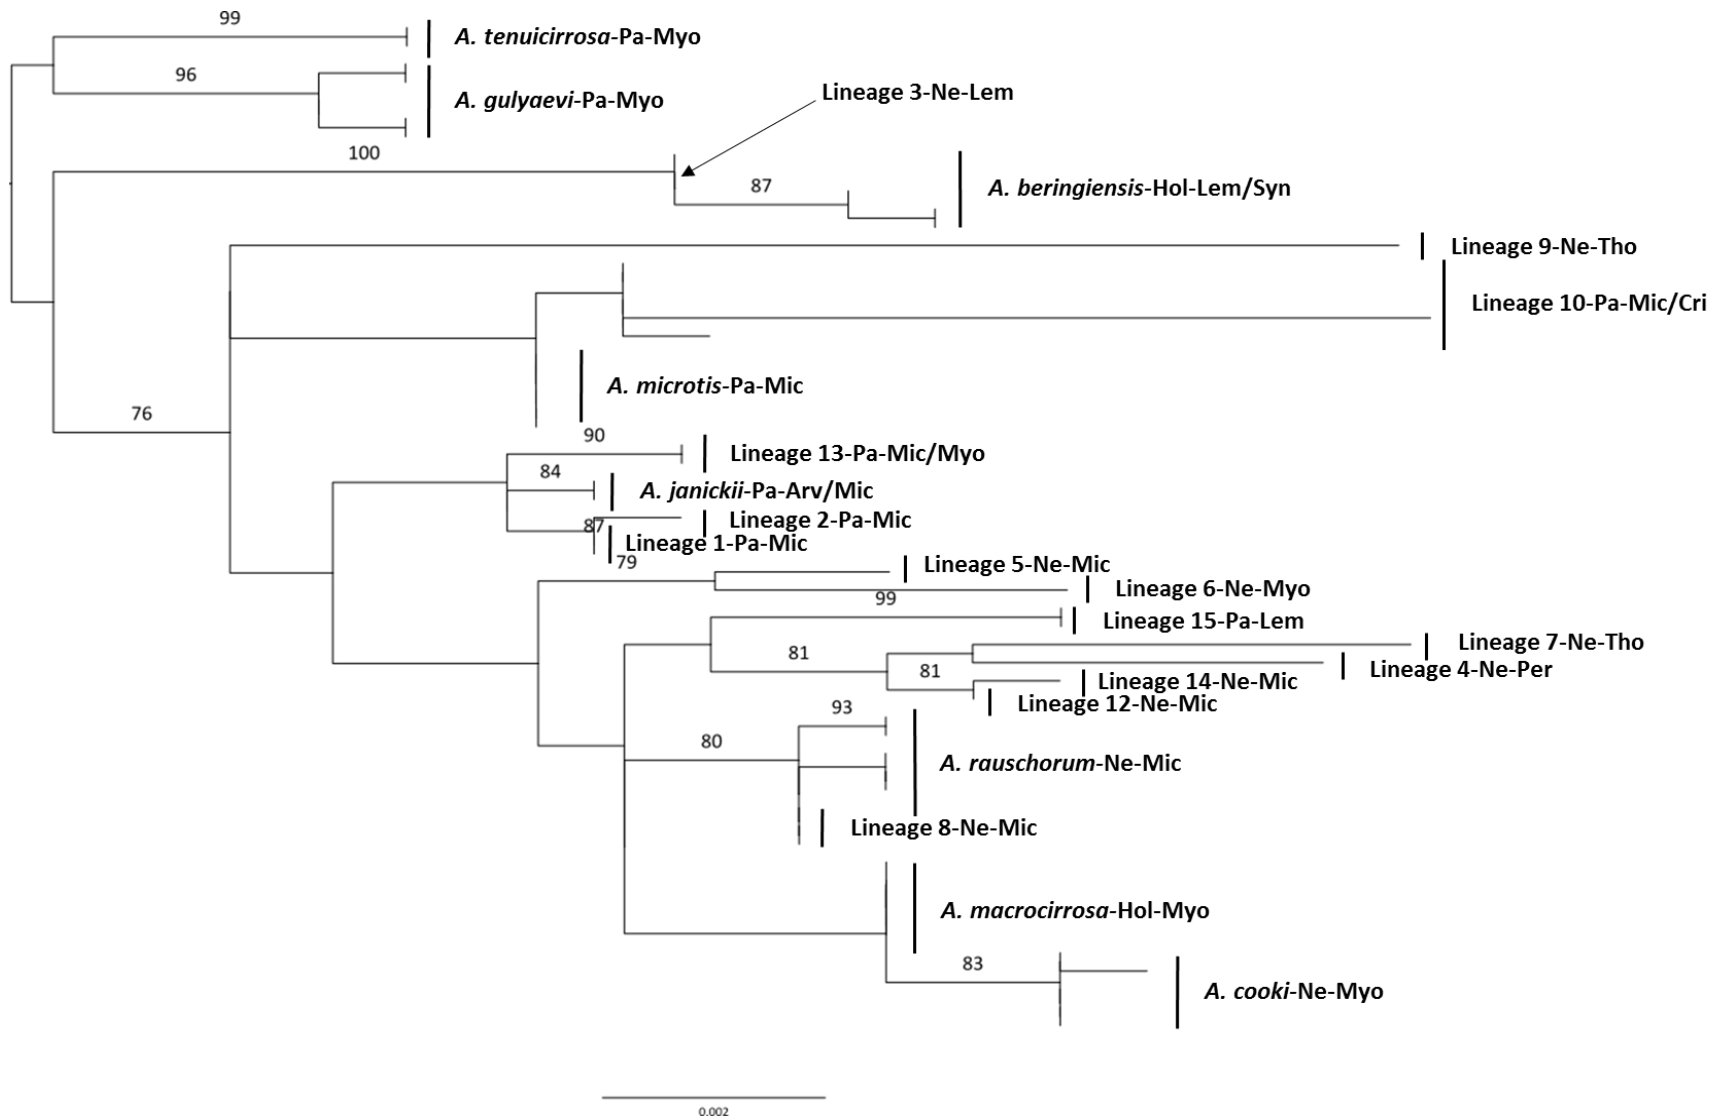 99
A. tenuicirrosa-Pa-Myo
96
A. gulyaevi-Pa-Myo
Lineage 3-Ne-Lem
100
87
A. beringiensis-Hol-Lem/Syn
Lineage 9-Ne-Tho
Lineage 10-Pa-Mic/Cri
A. microtis-Pa-Mic
76
90
Lineage 13-Pa-Mic/Myo
84
A. janickii-Pa-Arv/Mic
87
Lineage 2-Pa-Mic
Lineage 1-Pa-Mic
79
Lineage 5-Ne-Mic
Lineage 6-Ne-Myo
99
Lineage 15-Pa-Lem
Lineage 7-Ne-Tho
81
81
Lineage 4-Ne-Per
Lineage 14-Ne-Mic
Lineage 12-Ne-Mic
93
80
A. rauschorum-Ne-Mic
Lineage 8-Ne-Mic
A. macrocirrosa-Hol-Myo
83
A. cooki-Ne-Myo
0.002